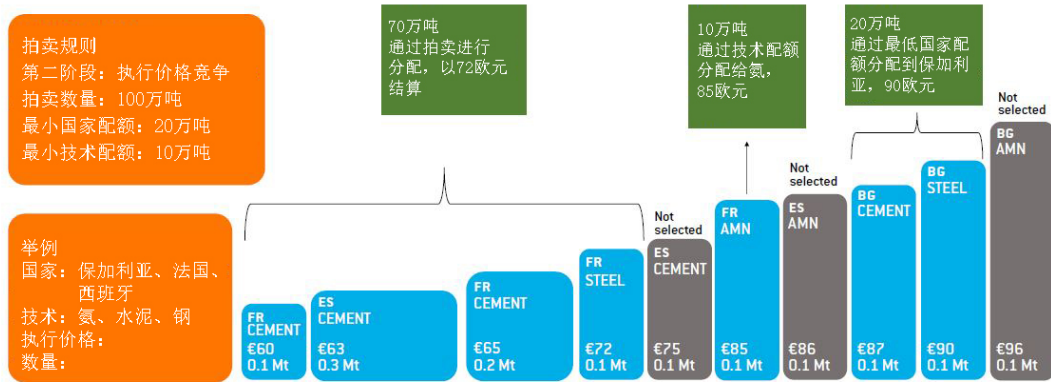 拍卖规则
第二阶段：执行价格竞争
拍卖数量：100万吨
最小国家配额：20万吨
最小技术配额：10万吨
70万吨
通过拍卖进行
分配，以72欧元
结算
10万吨
通过技术配额
分配给氨，
85欧元
20万吨
通过最低国家配
额分配到保加利
亚，90欧元
举例
国家：保加利亚、法国、
西班牙
技术：氨、水泥、钢
执行价格：
数量：
FR
CEMENT
€60
0.1 Mt
ES
CEMENT
€63
0.3 Mt
FR
CEMENT
€65
0.2 Mt
FR
STEEL
€72
0.1 Mt
Not
selected
ES
CEMENT
€75
0.1 Mt
FR
AMN
€85
0.1 Mt
Not
selected
ES
AMN
€86
0.1 Mt
BG
CEMENT
€87
0.1 Mt
BG
STEEL
€90
0.1 Mt
Not
selected
BG
AMN
€96
0.1 Mt